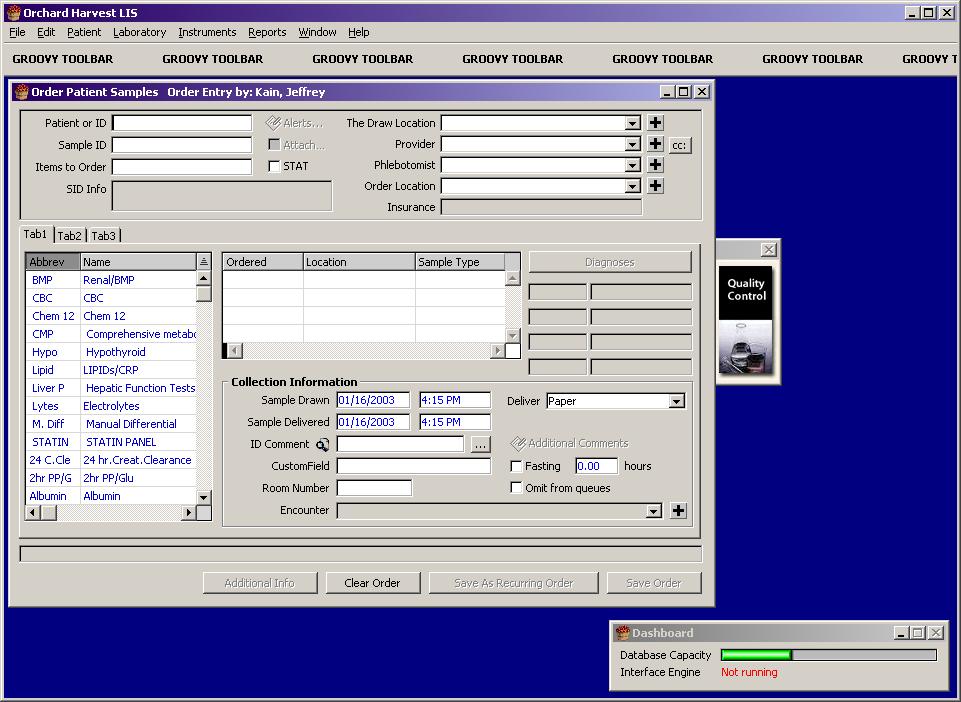 Orchard Harvest LIS
File Edit Patient Laboratory Instruments Reports Window Help
GROOVY TOOLBAR GROOVY TOOLBAR GROOVY TOOLBAR GROOVY TOOLBAR GROOVY TOOLBAR GROOVY TOOLBAR GROOVY T
Order Patient Samples Order Entry by: Kain, Jeffrey
Patient or ID Alerts... The Draw Location
Sample ID Attach... Provider cc:
Items to Order STAT Phlebotomist
SID Info Order Location
Insurance
Tab1 Tab2 Tab3
Abbrev Name
BMP Renal/BMP
CBC CBC
Chem 12 Chem 12
CMP Comprehensive metabo
Hypo Hypothyroid
Lipid LIPIDs/CRP
Liver P Hepatic Function Tests
Lytes Electrolytes
M. Diff Manual Differential
STATIN STATIN PANEL
24 C.Cle 24 hr.Creat.Clearance
2hr PP/G 2hr PP/Glu
Albumin Albumin
Ordered Location Sample Type
Diagnoses
Collection Information
Sample Drawn 01/16/2003 4:15 PM Deliver Paper
Sample Delivered 01/16/2003 4:15 PM
ID Comment ... Additional Comments
CustomField Fasting 0.00 hours
Room Number Omit from queues
Encounter
Additional Info Clear Order Save As Recurring Order Save Order
Quality
Control
Dashboard
Database Capacity
Interface Engine Not running